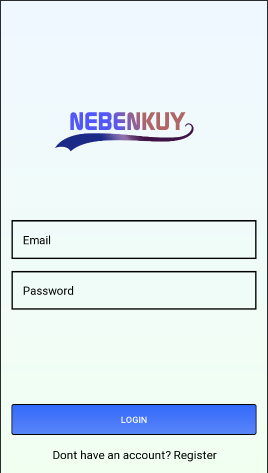 NEBENKUY
Email
Password
LOGIN
Dont have an account? Register